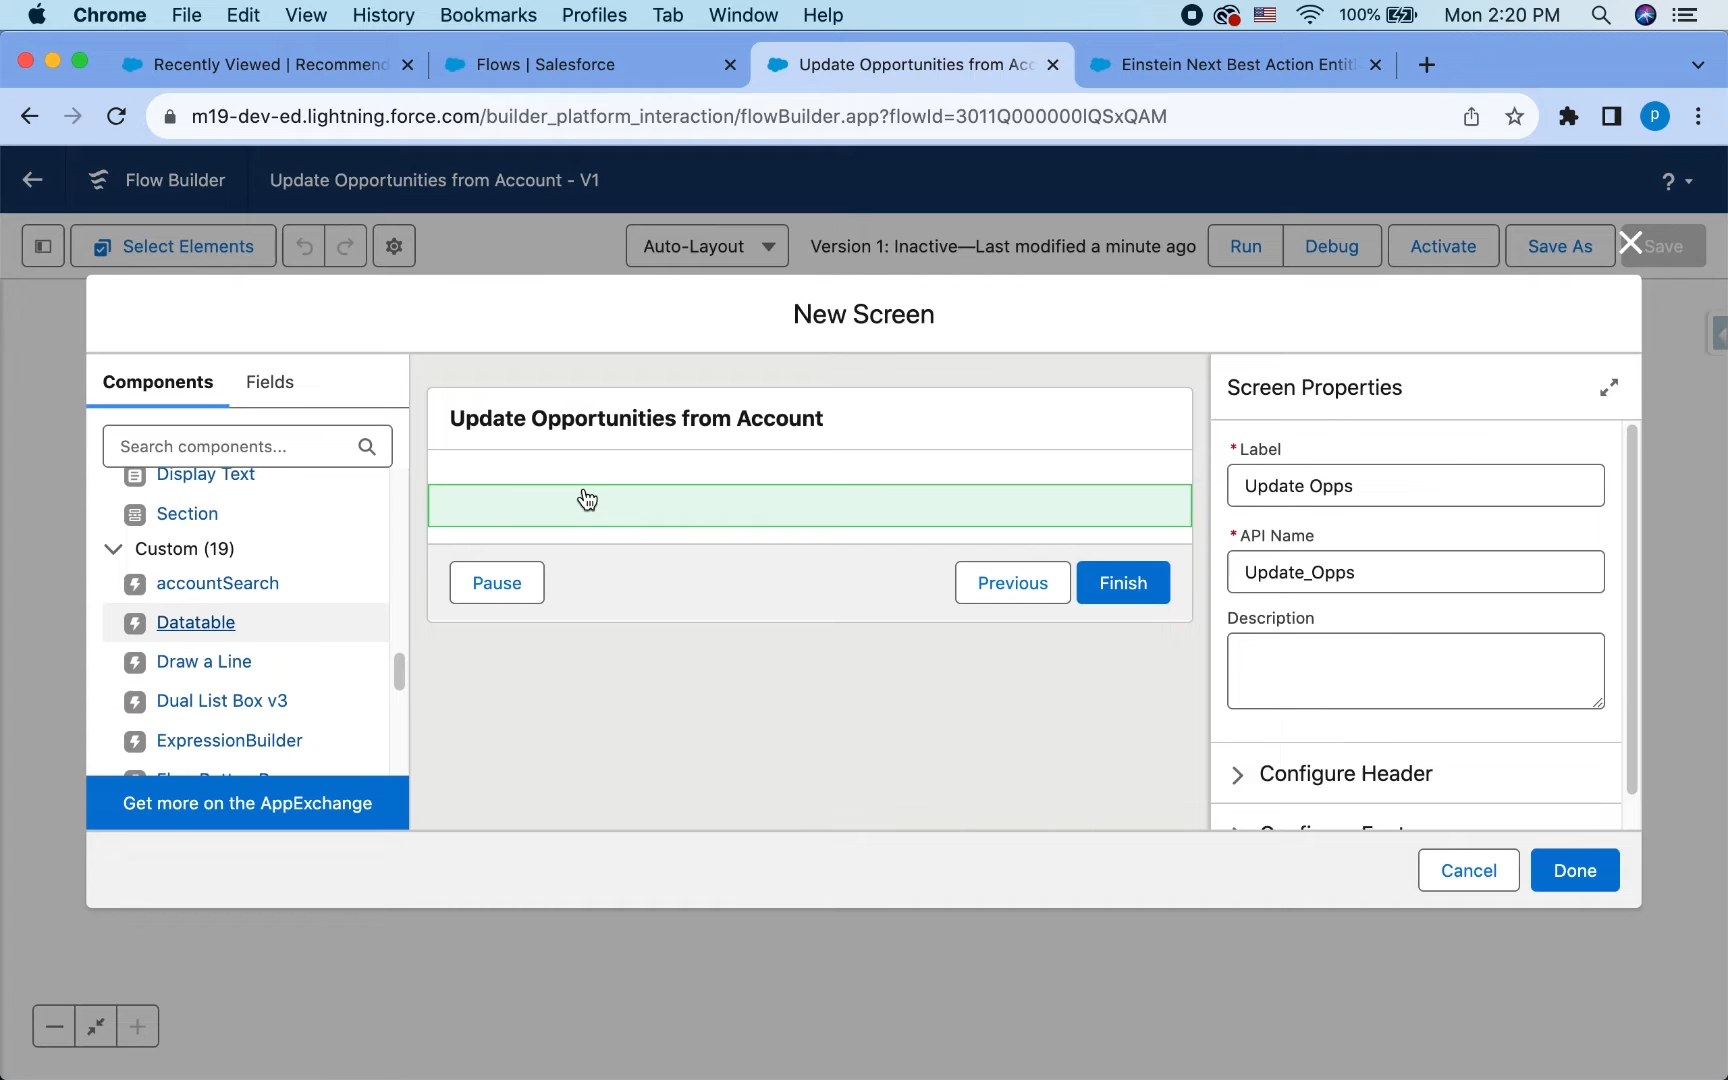 Chrome File Edit View History Bookmarks Profiles Tab Window Help 100% Mon 2:20 PM
Recently Viewed | Recommend
Flows | Salesforce
Update Opportunities from Acc
Einstein Next Best Action Entit
m19-dev-ed.lightning.force.com/builder_platform_interaction/flowBuilder.app?flowId=3011Q000000IQSxQAM
P
Flow Builder Update Opportunities from Account - V1 ?
Select Elements Auto-Layout Version 1: Inactive—Last modified a minute ago Run Debug Activate Save As Save
New Screen
Components Fields
Search components...
Display Text
Section
Custom (19)
accountSearch
Datatable
Draw a Line
Dual List Box v3
ExpressionBuilder
Get more on the AppExchange
Update Opportunities from Account
Pause Previous Finish
Screen Properties
* Label
Update Opps
* API Name
Update_Opps
Description
Configure Header
Cancel Done